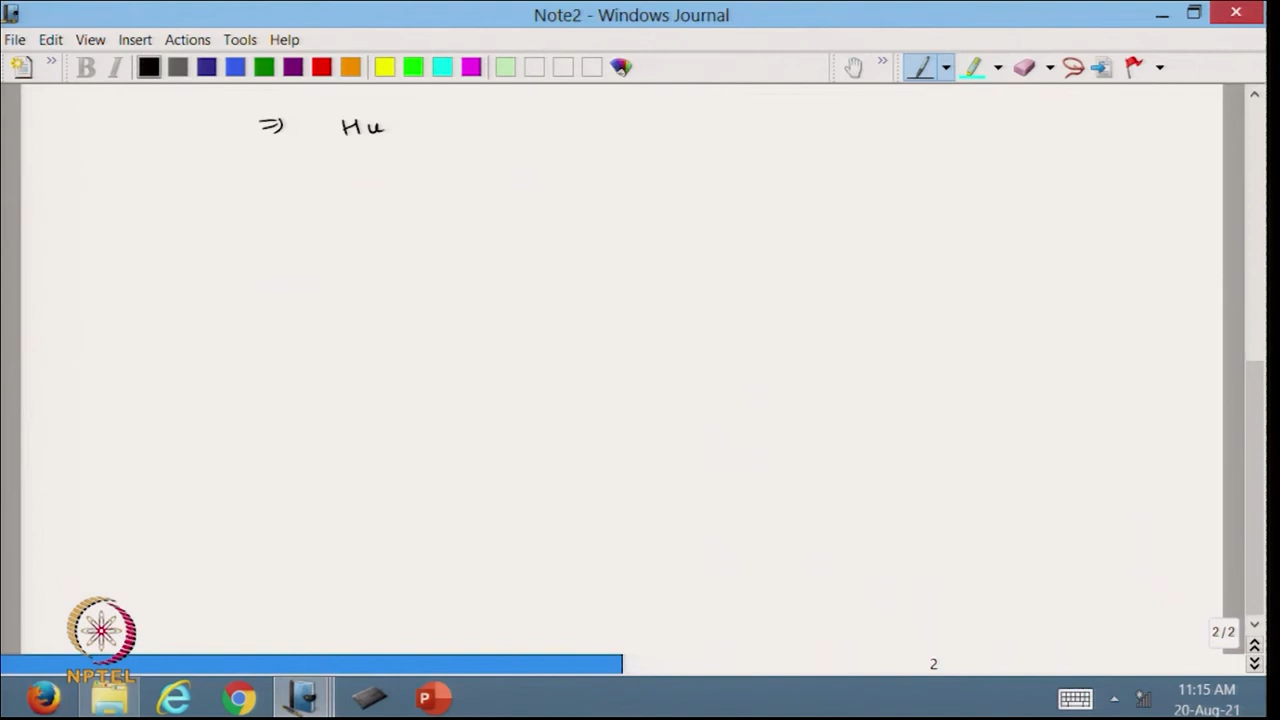 Note2 - Windows Journal
File Edit View Insert Actions Tools Help
B I
⇒ Hu
2/2
2
NPTEL
11:15 AM
20-Aug-21